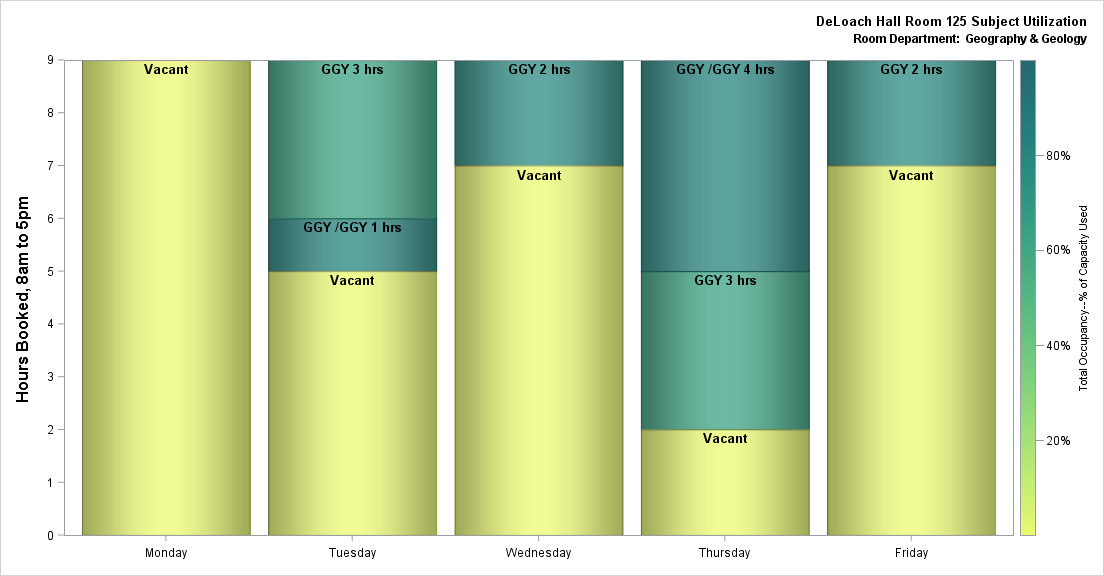 DeLoach Hall Room 125 Subject Utilization
Room Department: Geography & Geology
Hours Booked, 8am to 5pm
9
8
7
6
5
4
3
2
1
0
Vacant
GGY 3 hrs
GGY /GGY 1 hrs
Vacant
GGY 2 hrs
Vacant
GGY /GGY 4 hrs
GGY 3 hrs
Vacant
GGY 2 hrs
Vacant
Monday
Tuesday
Wednesday
Thursday
Friday
80%
60%
40%
20%
Total Occupancy--% of Capacity Used